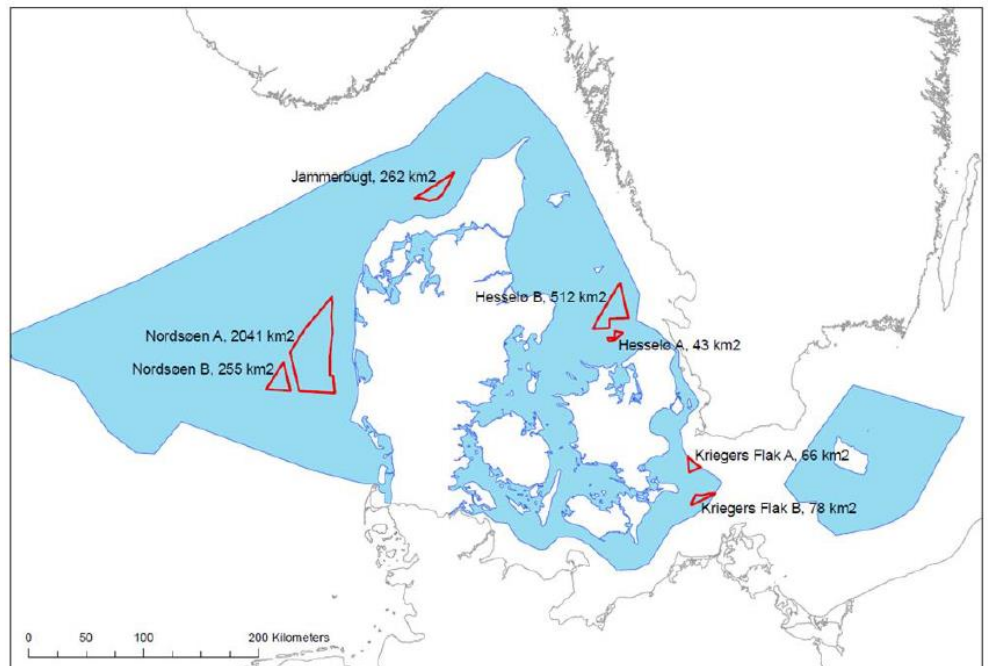 Jammerbugt, 262 km2
Hesselø B, 512 km2
Hesselø A, 43 km2
Nordsøen A, 2041 km2
Nordsøen B, 255 km2
Kriegers Flak A, 66 km2
Kriegers Flak B, 78 km2
0 50 100 200 Kilometers